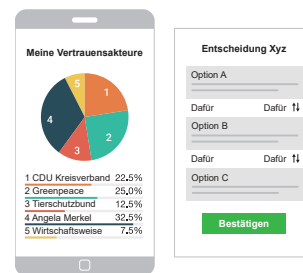 Meine Vertrauensakteure
5
1
4
2
3
1 CDU Kreisverband 22.5%
2 Greenpeace 25,0%
3 Tierschutzbund 12,5%
4 Angela Merkel 32.5%
5 Wirtschaftsweise 7.5%
Entscheidung Xyz
Option A
Dafür Dafür
Option B
Dafür Dafür
Option C
Bestätigen